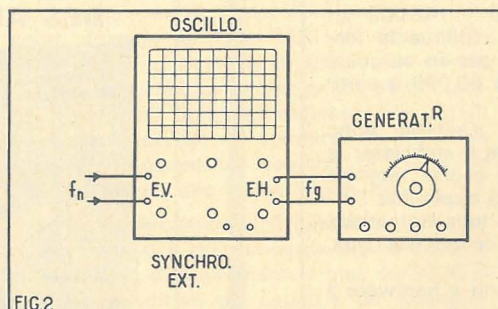 OSCILLO.
GENERAT.R
fn
E.V.
E.H.
fg
SYNCHRO.
EXT.
FIG.2